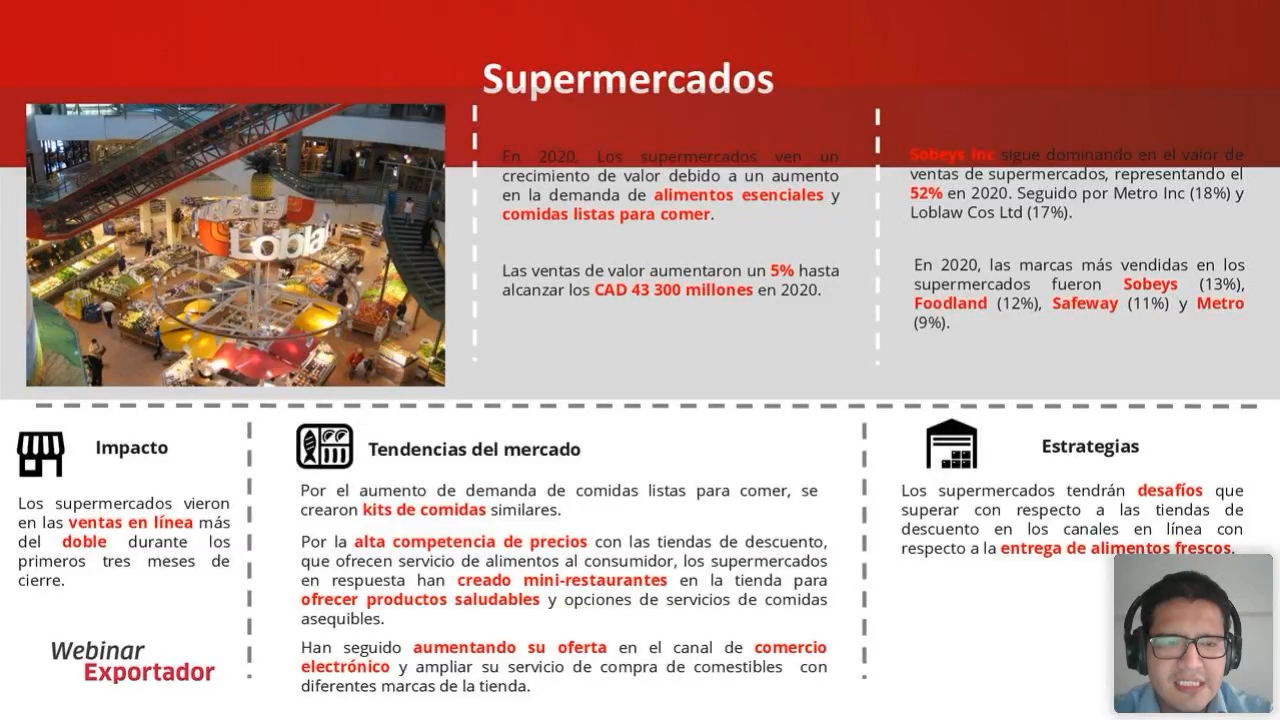 Supermercados
Lobla
En 2020. Los supermercados ven un
crecimiento de valor debido a un aumento
en la demanda de alimentos esenciales y
comidas listas para comer.
Las ventas de valor aumentaron un 5% hasta
alcanzar los CAD 43 300 millones en 2020.
Sobeys Inc sigue dominando en el valor de
ventas de supermercados, representando el
52% en 2020. Seguido por Metro Inc (18%) y
Loblaw Cos Ltd (17%).
En 2020, las marcas más vendidas en los
supermercados fueron Sobeys (13%),
Foodland (12%), Safeway (11%) y Metro
(9%).
Impacto
Los supermercados vieron
en las ventas en línea más
del doble durante los
primeros tres meses de
cierre.
Webinar
Exportador
Tendencias del mercado
Por el aumento de demanda de comidas listas para comer, se
crearon kits de comidas similares.
Por la alta competencia de precios con las tiendas de descuento,
que ofrecen servicio de alimentos al consumidor, los supermercados
en respuesta han creado mini-restaurantes en la tienda para
ofrecer productos saludables y opciones de servicios de comidas
asequibles.
Han seguido aumentando su oferta en el canal de comercio
electrónico y ampliar su servicio de compra de comestibles con
diferentes marcas de la tienda.
Estrategias
Los supermercados tendrán desafíos que
superar con respecto a las tiendas de
descuento en los canales en línea con
respecto a la entrega de alimentos frescos.